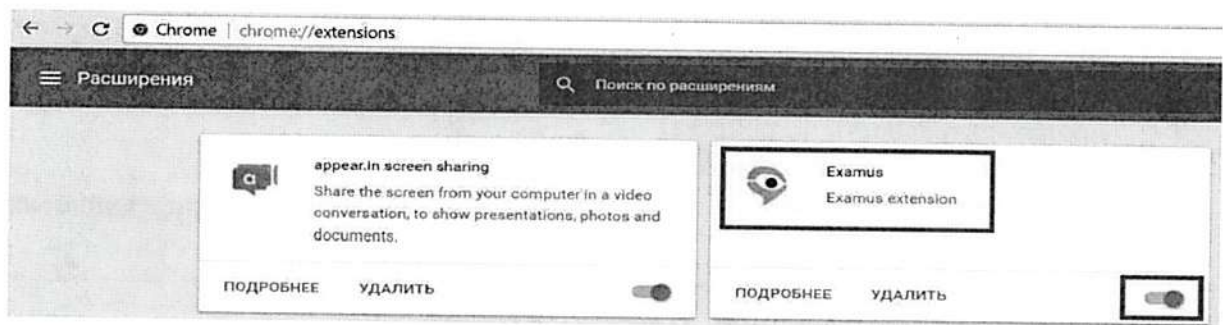 Chrome | chrome://extensions
Расширения
Поиск по расширениям
appear.in screen sharing
Share the screen from your computer in a video
conversation, to show presentations, photos and
documents.
ПОДРОБНЕЕ УДАЛИТЬ
Examus
Examus extension
ПОДРОБНЕЕ УДАЛИТЬ